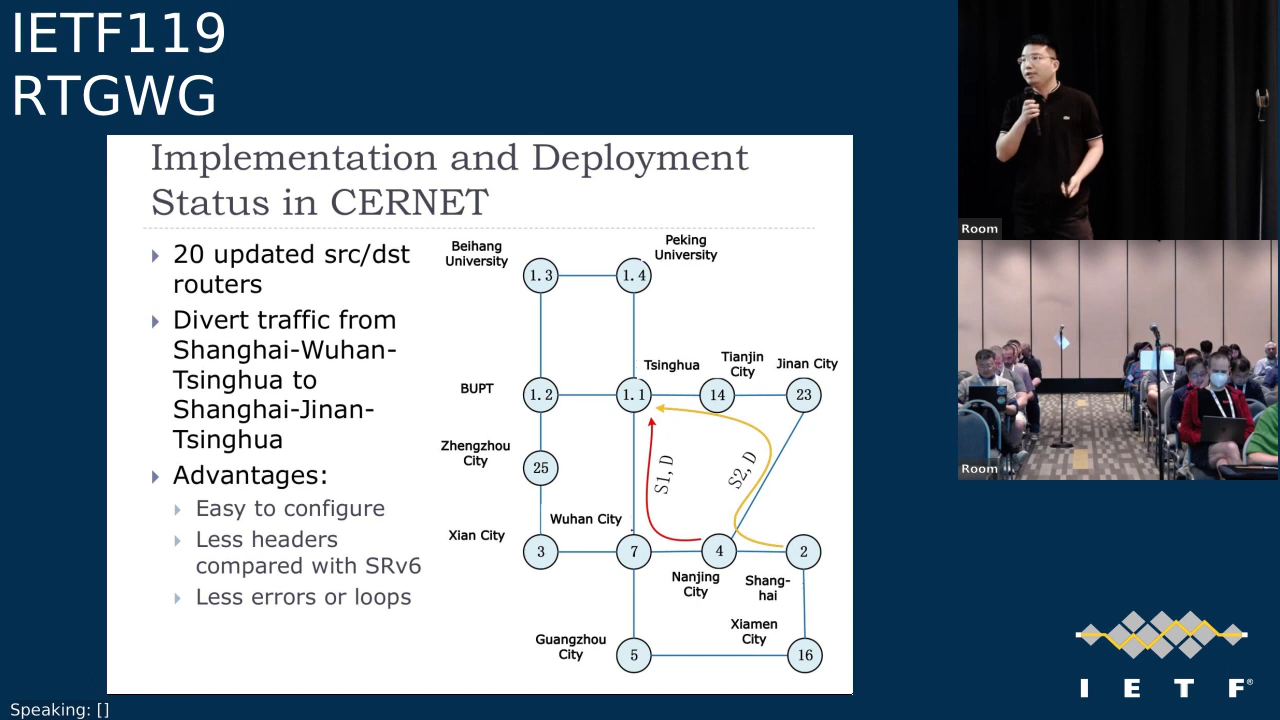 IETF119
RTGWG
Implementation and Deployment
Status in CERNET
20 updated src/dst
routers
Divert traffic from
Shanghai-Wuhan-
Tsinghua to
Shanghai-Jinan-
Tsinghua
Advantages:
Easy to configure
Less headers
compared with SRv6
Less errors or loops
Beihang
University
Peking
University
1.3
1.4
Tsinghua
Tianjin
City
Jinan City
BUPT
1.2
1.1
14
23
Zhengzhou
City
25
S1, D
S2, D
Wuhan City
Xian City
3
7
4
2
Nanjing
City
Shang-
hai
Xiamen
City
Guangzhou
City
5
16
Room
Room
IETF®
Speaking: []